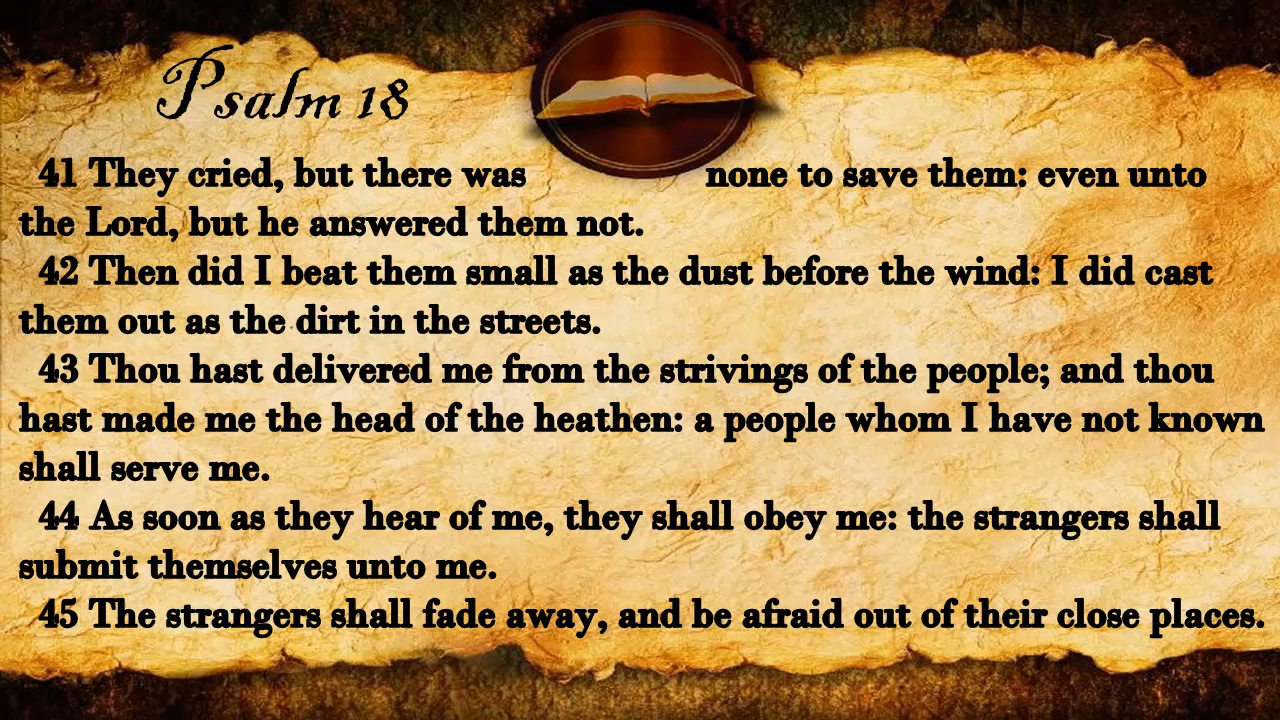 Psalm 18
41 They cried, but there was none to save them: even unto
the Lord, but he answered them not.
42 Then did I beat them small as the dust before the wind: I did cast
them out as the dirt in the streets.
43 Thou hast delivered me from the strivings of the people; and thou
hast made me the head of the heathen: a people whom I have not known
shall serve me.
44 As soon as they hear of me, they shall obey me: the strangers shall
submit themselves unto me.
45 The strangers shall fade away, and be afraid out of their close places.